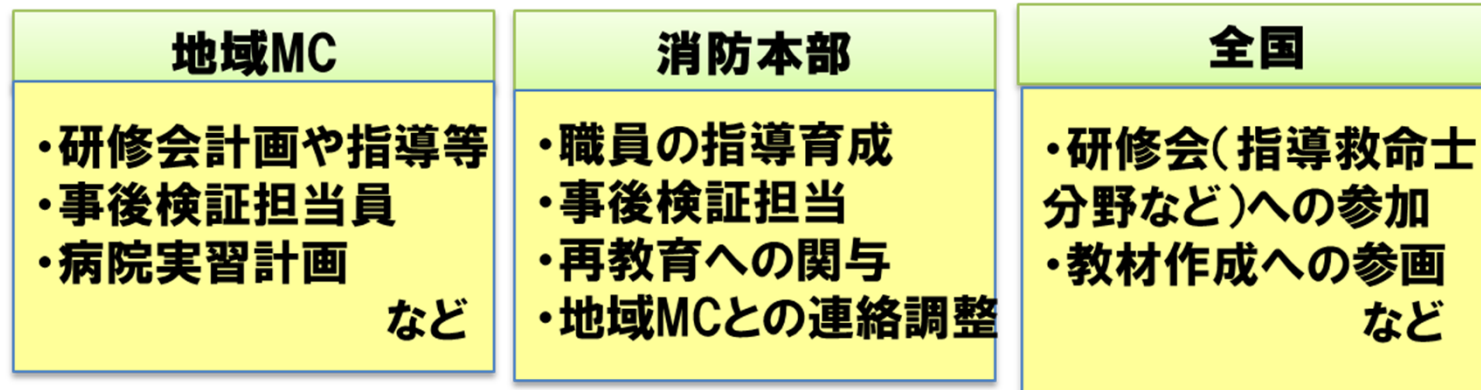 地域MC
・研修会計画や指導等
・事後検証担当員
・病院実習計画
など
消防本部
・職員の指導育成
・事後検証担当
・再教育への関与
・地域MCとの連絡調整
全国
・研修会(指導救命士
分野など)への参加
・教材作成への参画
など